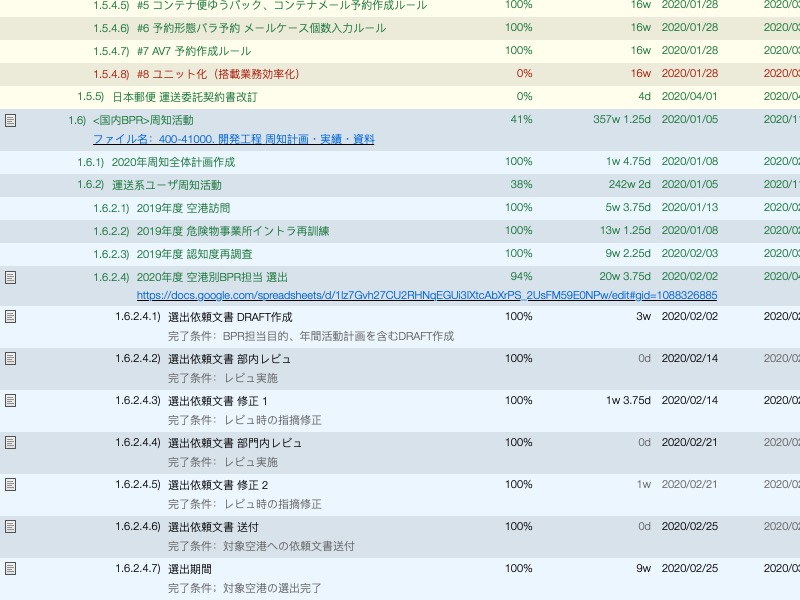 1.5.4.5) #5 コンテナ便ゆうパック、コンテナメール予約作成ルール 100% 16w 2020/01/28 2020/0
1.5.4.6) #6 予約形態バラ予約 メールケース個数入力ルール 100% 16w 2020/01/28 2020/03
1.5.4.7) #7 AV7 予約作成ルール 100% 16w 2020/01/28 2020/03
1.5.4.8) #8 ユニット化（搭載業務効率化） 0% 16w 2020/01/28 2020/03
1.5.5) 日本郵便 運送委託契約書改訂 0% 4d 2020/04/01 2020/0
1.6) <国内BPR>周知活動 41% 357w 1.25d 2020/01/05 2020/11
ファイル名： 400-41000. 開発工程 周知計画・実績・資料
1.6.1) 2020年度周知全体計画作成 100% 1w 4.75d 2020/01/08 2020/02
1.6.2) 運送系ユーザ周知活動 38% 242w 2d 2020/01/05 2020/11
1.6.2.1) 2019年度 空港訪問 100% 5w 3.75d 2020/01/13 2020/02
1.6.2.2) 2019年度 危険物事業所イントラ再訓練 100% 13w 1.25d 2020/01/08 2020/03
1.6.2.3) 2019年度 認知度再調査 100% 9w 2.25d 2020/02/03 2020/0
1.6.2.4) 2020年度 空港別BPR担当 選出 94% 20w 3.75d 2020/02/02 2020/04
https://docs.google.com/spreadsheets/d/1Iz7Gvh27CU2RHNqEGUi3lXtcAbXrPS_2UsFM59E0NPw/edit#gid=1088326885
1.6.2.4.1) 選出依頼文書 DRAFT作成 100% 3w 2020/02/02 2020/02
完了条件： BPR担当目的、年間活動計画を含むDRAFT作成
1.6.2.4.2) 選出依頼文書 部内レビュ 100% 0d 2020/02/14 2020/02
完了条件： レビュ実施
1.6.2.4.3) 選出依頼文書 修正 1 100% 1w 3.75d 2020/02/14 2020/02
完了条件： レビュ時の指摘修正
1.6.2.4.4) 選出依頼文書 部門内レビュ 100% 0d 2020/02/21 2020/02
完了条件： レビュ実施
1.6.2.4.5) 選出依頼文書 修正 2 100% 1w 2020/02/21 2020/02
完了条件： レビュ時の指摘修正
1.6.2.4.6) 選出依頼文書 送付 100% 0d 2020/02/25 2020/02
完了条件： 対象空港への依頼文書送付
1.6.2.4.7) 選出期間 100% 9w 2020/02/25 2020/03
完了条件； 対象空港の選出完了